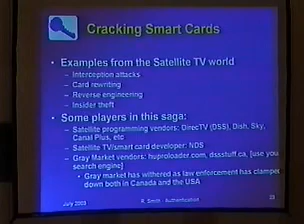 Cracking Smart Cards
• Examples from the Satellite TV world
– Interception attacks
– Card rewriting
– Reverse engineering
– Insider theft
• Some players in this saga:
– Satellite programming vendors: DirecTV (DSS), Dish, Sky,
Canal Plus, etc
– Satellite TV/smart card developer: NDS
– Gray Market vendors: huproloader.com, dssstuff.ca, [use you
search engine]
• Gray market has withered as law enforcement has clamped
down both in Canada and the USA
July 2003
R. Smith - Authentication